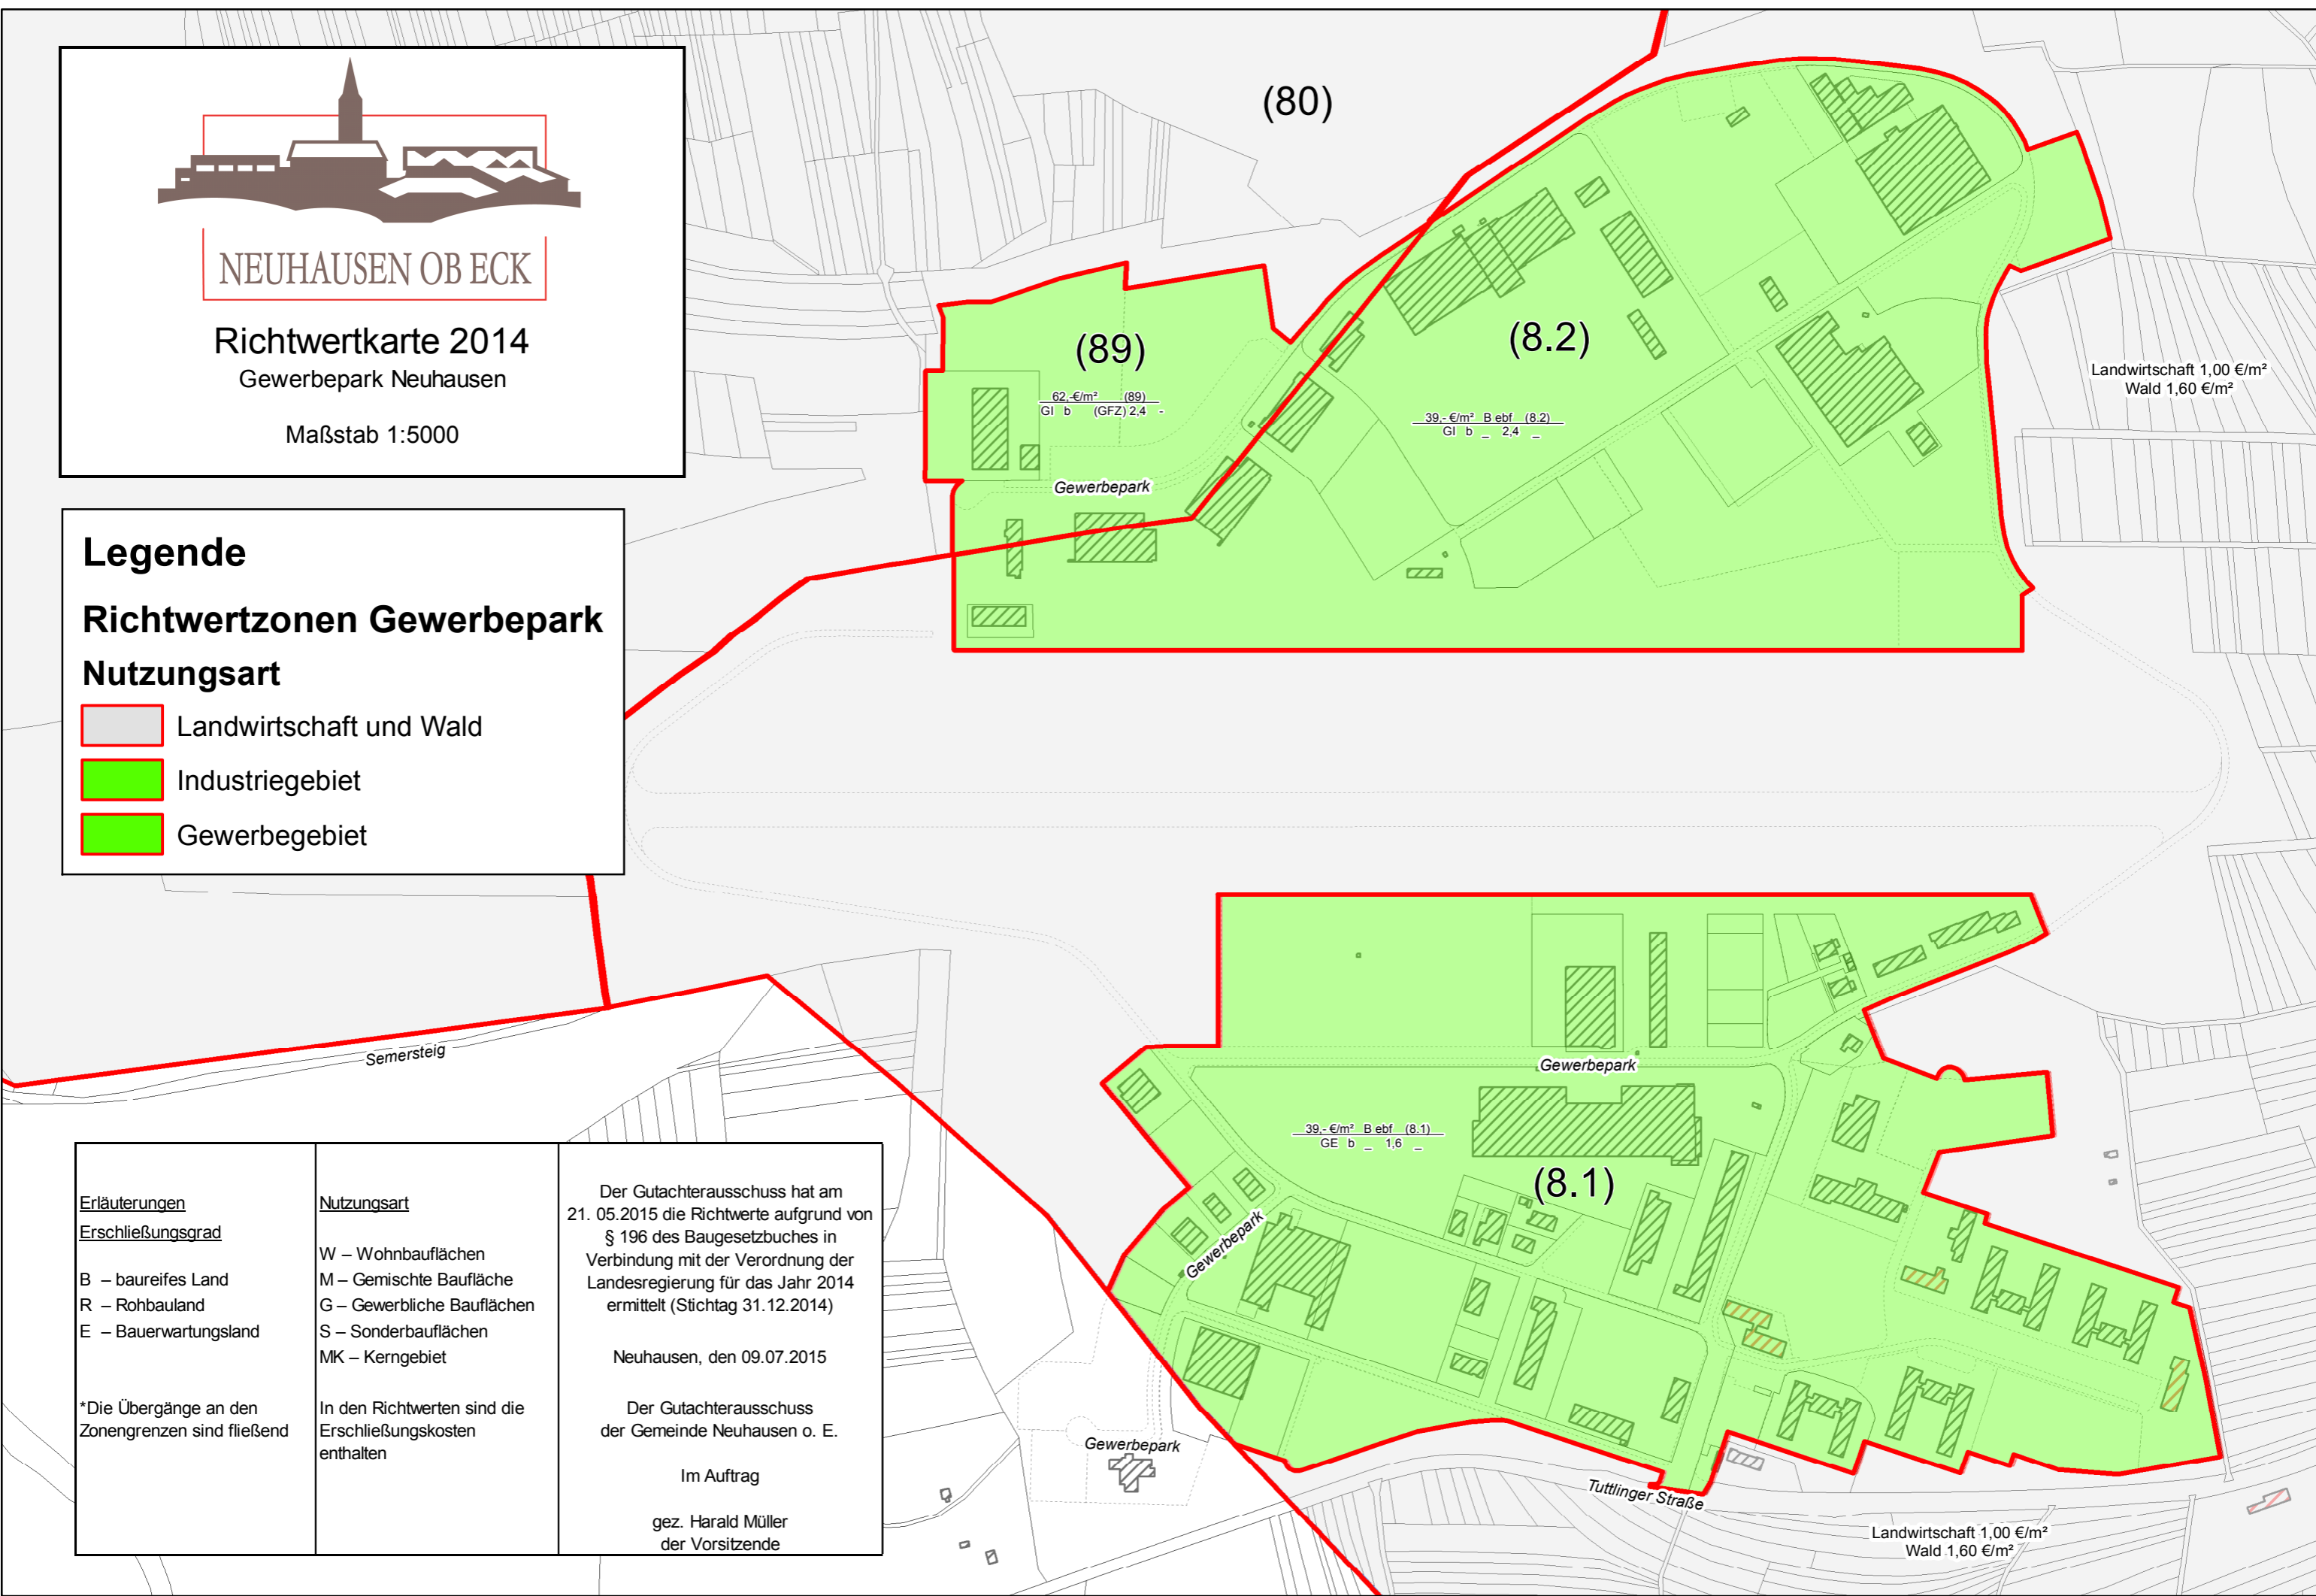 NEUHAUSEN OB ECK
Richtwertkarte 2014
Gewerbepark Neuhausen
Maßstab 1:5000
Legende
Richtwertzonen Gewerbepark
Nutzungsart
Landwirtschaft und Wald
Industriegebiet
Gewerbegebiet
(80)
(89)
62,-€/m² (89)
GI b (GFZ) 2,4 -
Gewerbepark
(8.2)
39,- €/m² B ebf (8.2)
GI b _ 2,4 _
Landwirtschaft 1,00 €/m²
Wald 1,60 €/m²
Semersteig
Gewerbepark
39,- €/m² B ebf (8.1)
GE b _ 1,6 _
(8.1)
Gewerbepark
Gewerbepark
Tuttlinger Straße
Landwirtschaft 1,00 €/m²
Wald 1,60 €/m²
Erläuterungen
Erschließungsgrad
B – baureifes Land
R – Rohbauland
E – Bauerwartungsland
*Die Übergänge an den
Zonengrenzen sind fließend
Nutzungsart
W – Wohnbauflächen
M – Gemischte Baufläche
G – Gewerbliche Bauflächen
S – Sonderbauflächen
MK – Kerngebiet
In den Richtwerten sind die
Erschließungskosten
enthalten
Der Gutachterausschuss hat am
21. 05.2015 die Richtwerte aufgrund von
§ 196 des Baugesetzbuches in
Verbindung mit der Verordnung der
Landesregierung für das Jahr 2014
ermittelt (Stichtag 31.12.2014)
Neuhausen, den 09.07.2015
Der Gutachterausschuss
der Gemeinde Neuhausen o. E.
Im Auftrag
gez. Harald Müller
der Vorsitzende